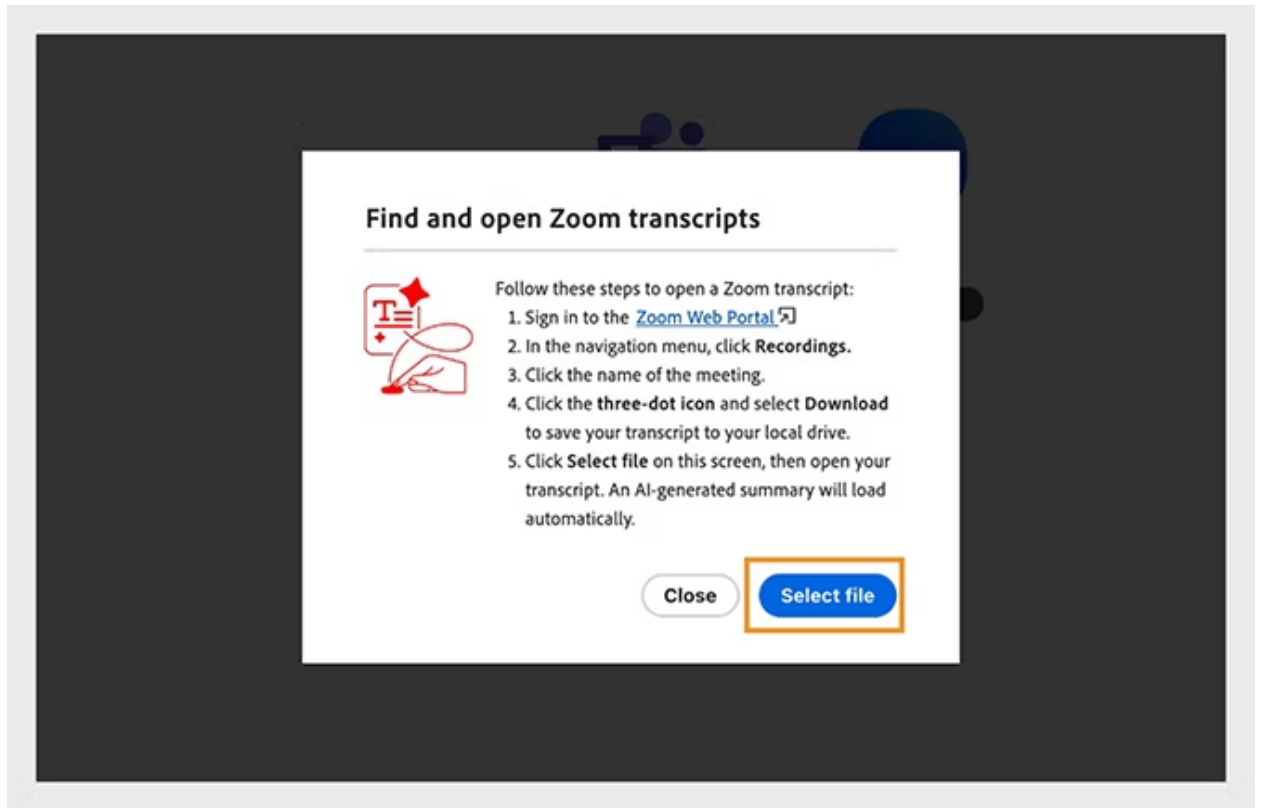 Find and open Zoom transcripts
Follow these steps to open a Zoom transcript:
1. Sign in to the Zoom Web Portal
2. In the navigation menu, click Recordings.
3. Click the name of the meeting.
4. Click the three-dot icon and select Download
to save your transcript to your local drive.
5. Click Select file on this screen, then open your
transcript. An AI-generated summary will load
automatically.
Close
Select file